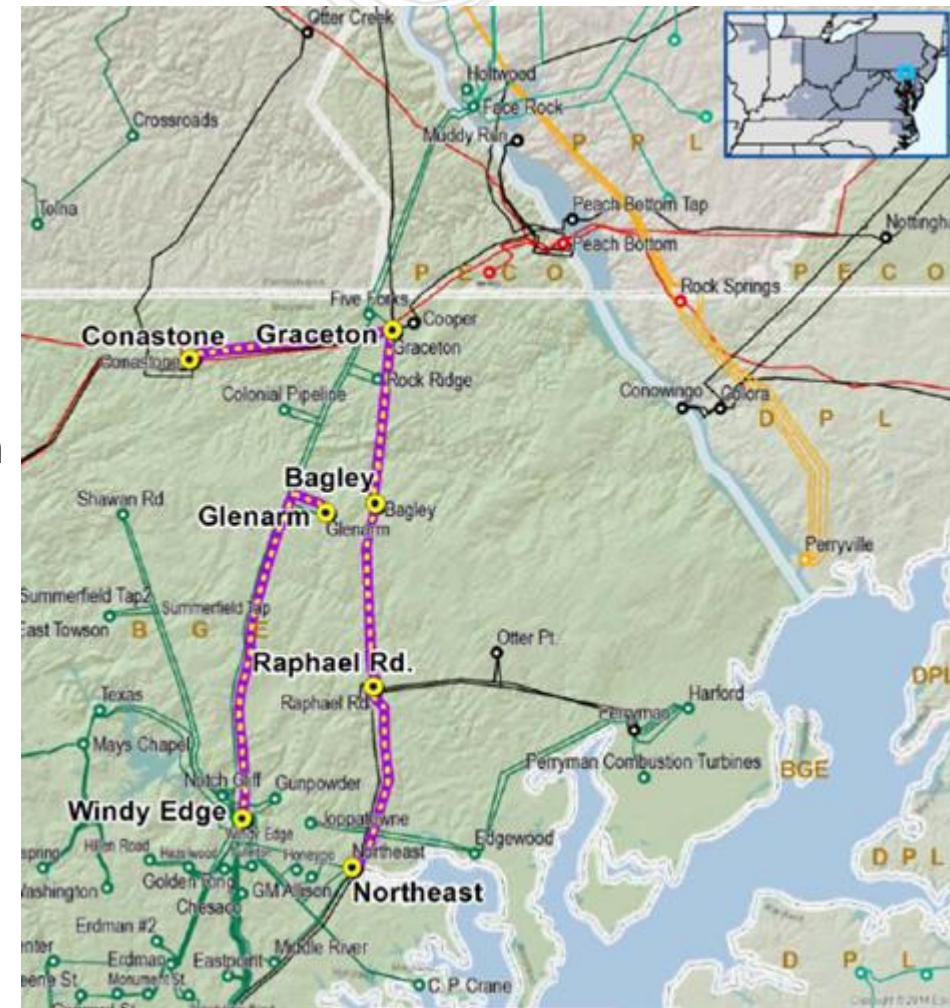 Otter Creek
Holtwood
Face Rock
Crossroads
Muddy Run
P P L
Tolna
Peach Bottom Tap
Peach Bottom
P E C O
P E C O
Rock Springs
Five Forks
Cooper
Conastone
Graceton
Conastone
Graceton
Rock Ridge
Colonial Pipeline
Conowingo
Colora
D P L
Bagley
Shawan Rd
Glenarm
Bagley
Glenarm
Perryville
Summerfield Tap2
Summerfield Tap
East Towson
B G E
Otter Pt.
Raphael Rd.
Raphael Rd
DPL
Texas
Harford
Perryman
Mays Chapel
Perryman Combustion Turbines
BGE
Notch Cliff
Gunpowder
Windy Edge
Windy Edge
Joppatowne
Edgewood
Northeast
D P L
Golden Ring
GM Allison
Northeast
Chesaco
Erdman #2
Middle River
Erdman
Eastpoint
D P L
Monument St.
C. P. Crane